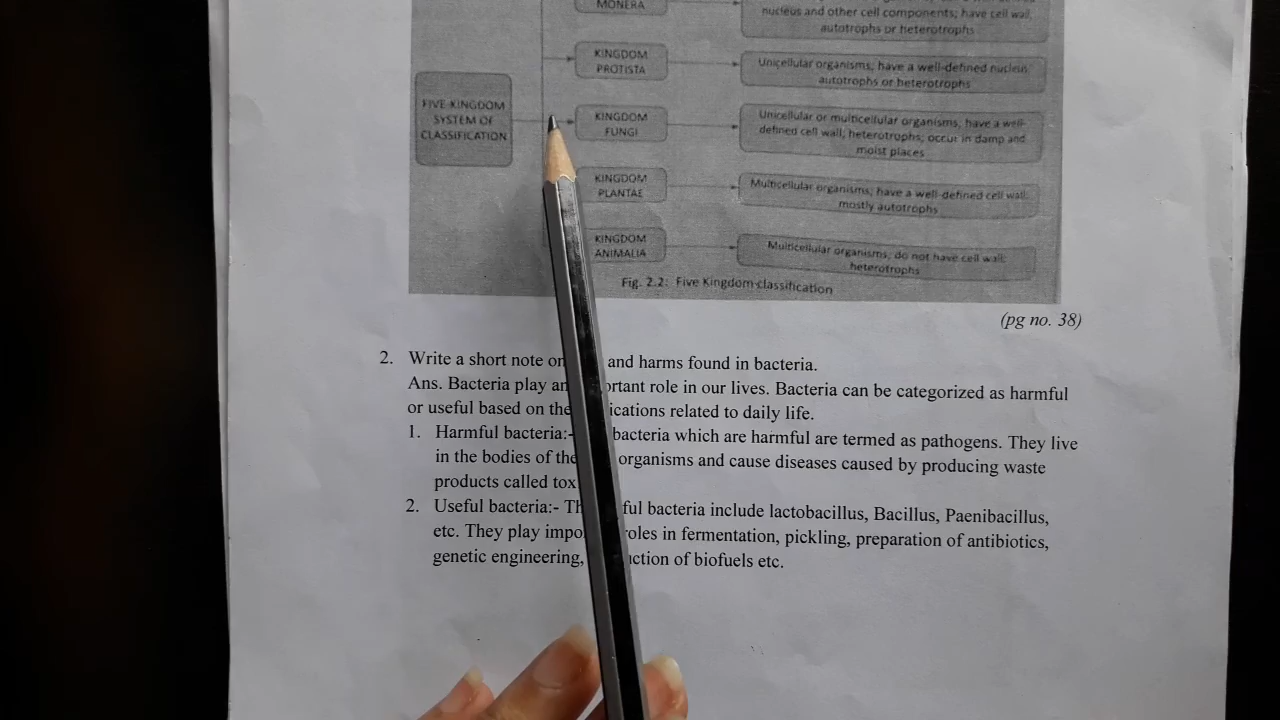 MONERA
nucleus and other cell components; have cell wall,
autotrophs or heterotrophs
KINGDOM
PROTISTA
Unicellular organisms; have a well-defined nucleus,
autotrophs or heterotrophs
FIVE KINGDOM
SYSTEM OF
CLASSIFICATION
KINGDOM
FUNGI
Unicellular or multicellular organisms; have a well-
defined cell wall; heterotrophs; occur in damp and
moist places
KINGDOM
PLANTAE
Multicellular organisms; have a well-defined cell wall;
mostly autotrophs
KINGDOM
ANIMALIA
Multicellular organisms; do not have cell wall;
heterotrophs
Fig. 2.2: Five Kingdom classification
(pg no. 38)
2. Write a short note on and harms found in bacteria.
Ans. Bacteria play an role in our lives. Bacteria can be categorized as harmful
or useful based on the related to daily life.
1. Harmful bacteria:- bacteria which are harmful are termed as pathogens. They live
in the bodies of the organisms and cause diseases caused by producing waste
products called
2. Useful bacteria:- bacteria include lactobacillus, Bacillus, Paenibacillus,
etc. They play roles in fermentation, pickling, preparation of antibiotics,
genetic engineering, of biofuels etc.